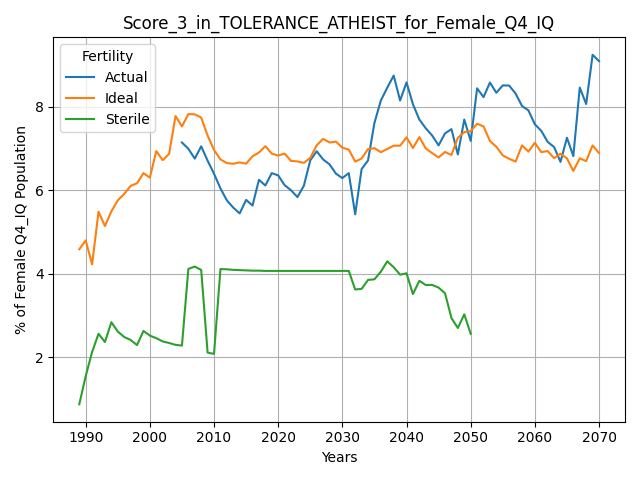 Score_3_in_TOLERANCE_ATHEIST_for_Female_Q4_IQ
Fertility
Actual
Ideal
Sterile
% of Female Q4_IQ Population
8
6
4
2
1990 2000 2010 2020 2030 2040 2050 2060 2070
Years